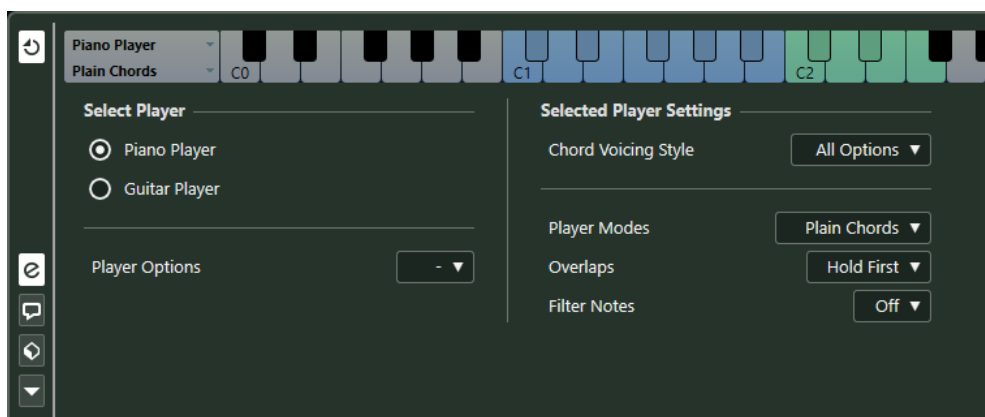 Piano Player
Plain Chords
C0
C1
C2
Select Player
Piano Player
Guitar Player
Player Options
-
Selected Player Settings
Chord Voicing Style
All Options
Player Modes
Plain Chords
Overlaps
Hold First
Filter Notes
Off